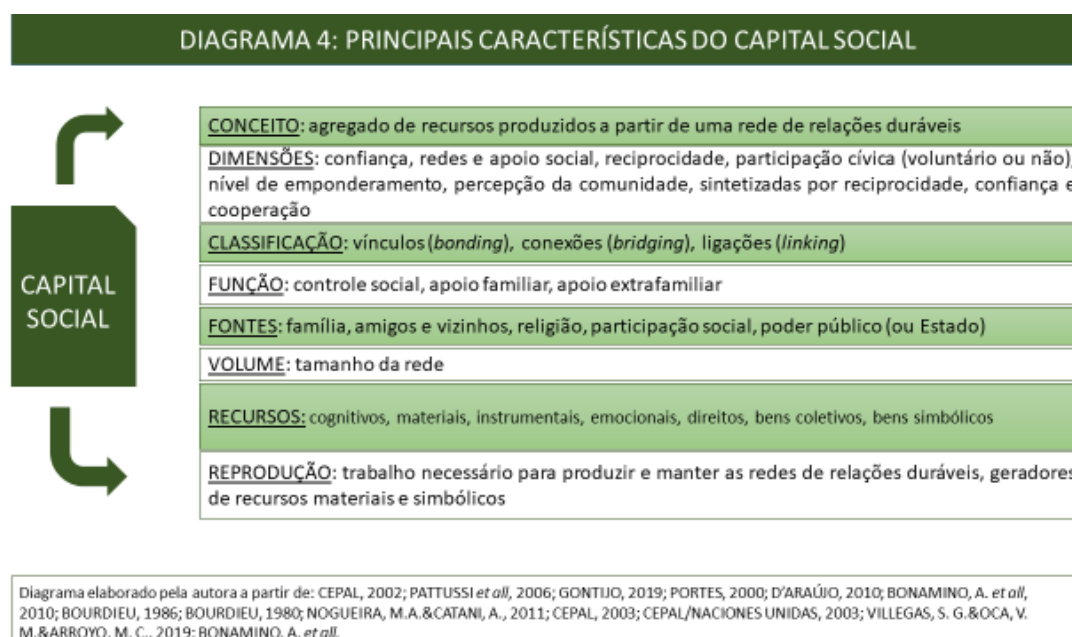 DIAGRAMA 4: PRINCIPAIS CARACTERÍSTICAS DO CAPITAL SOCIAL
CAPITAL
SOCIAL
CONCEITO: agregado de recursos produzidos a partir de uma rede de relações duráveis
DIMENSÕES: confiança, redes e apoio social, reciprocidade, participação cívica (voluntário ou não),
nível de emponderamento, percepção da comunidade, sintetizadas por reciprocidade, confiança e
cooperação
CLASSIFICAÇÃO: vínculos (bonding), conexões (bridging), ligações (linking)
FUNÇÃO: controle social, apoio familiar, apoio extrafamiliar
FONTES: família, amigos e vizinhos, religião, participação social, poder público (ou Estado)
VOLUME: tamanho da rede
RECURSOS: cognitivos, materiais, instrumentais, emocionais, direitos, bens coletivos, bens simbólicos
REPRODUÇÃO: trabalho necessário para produzir e manter as redes de relações duráveis, geradores
de recursos materiais e simbólicos
Diagrama elaborado pela autora a partir de: CEPAL, 2002; PATTUSSI et all, 2006; GONTIJO, 2019; PORTES, 2000; D'ARAÚJO, 2010; BONAMINO, A. et all,
2010; BOURDIEU, 1986; BOURDIEU, 1980; NOGUEIRA, M.A.&CATANI, A., 2011; CEPAL, 2003; CEPAL/NACIONES UNIDAS, 2003; VILLEGAS, S. G.&OCA, V.
M.&ARROYO, M. C., 2019; BONAMINO, A. et all.